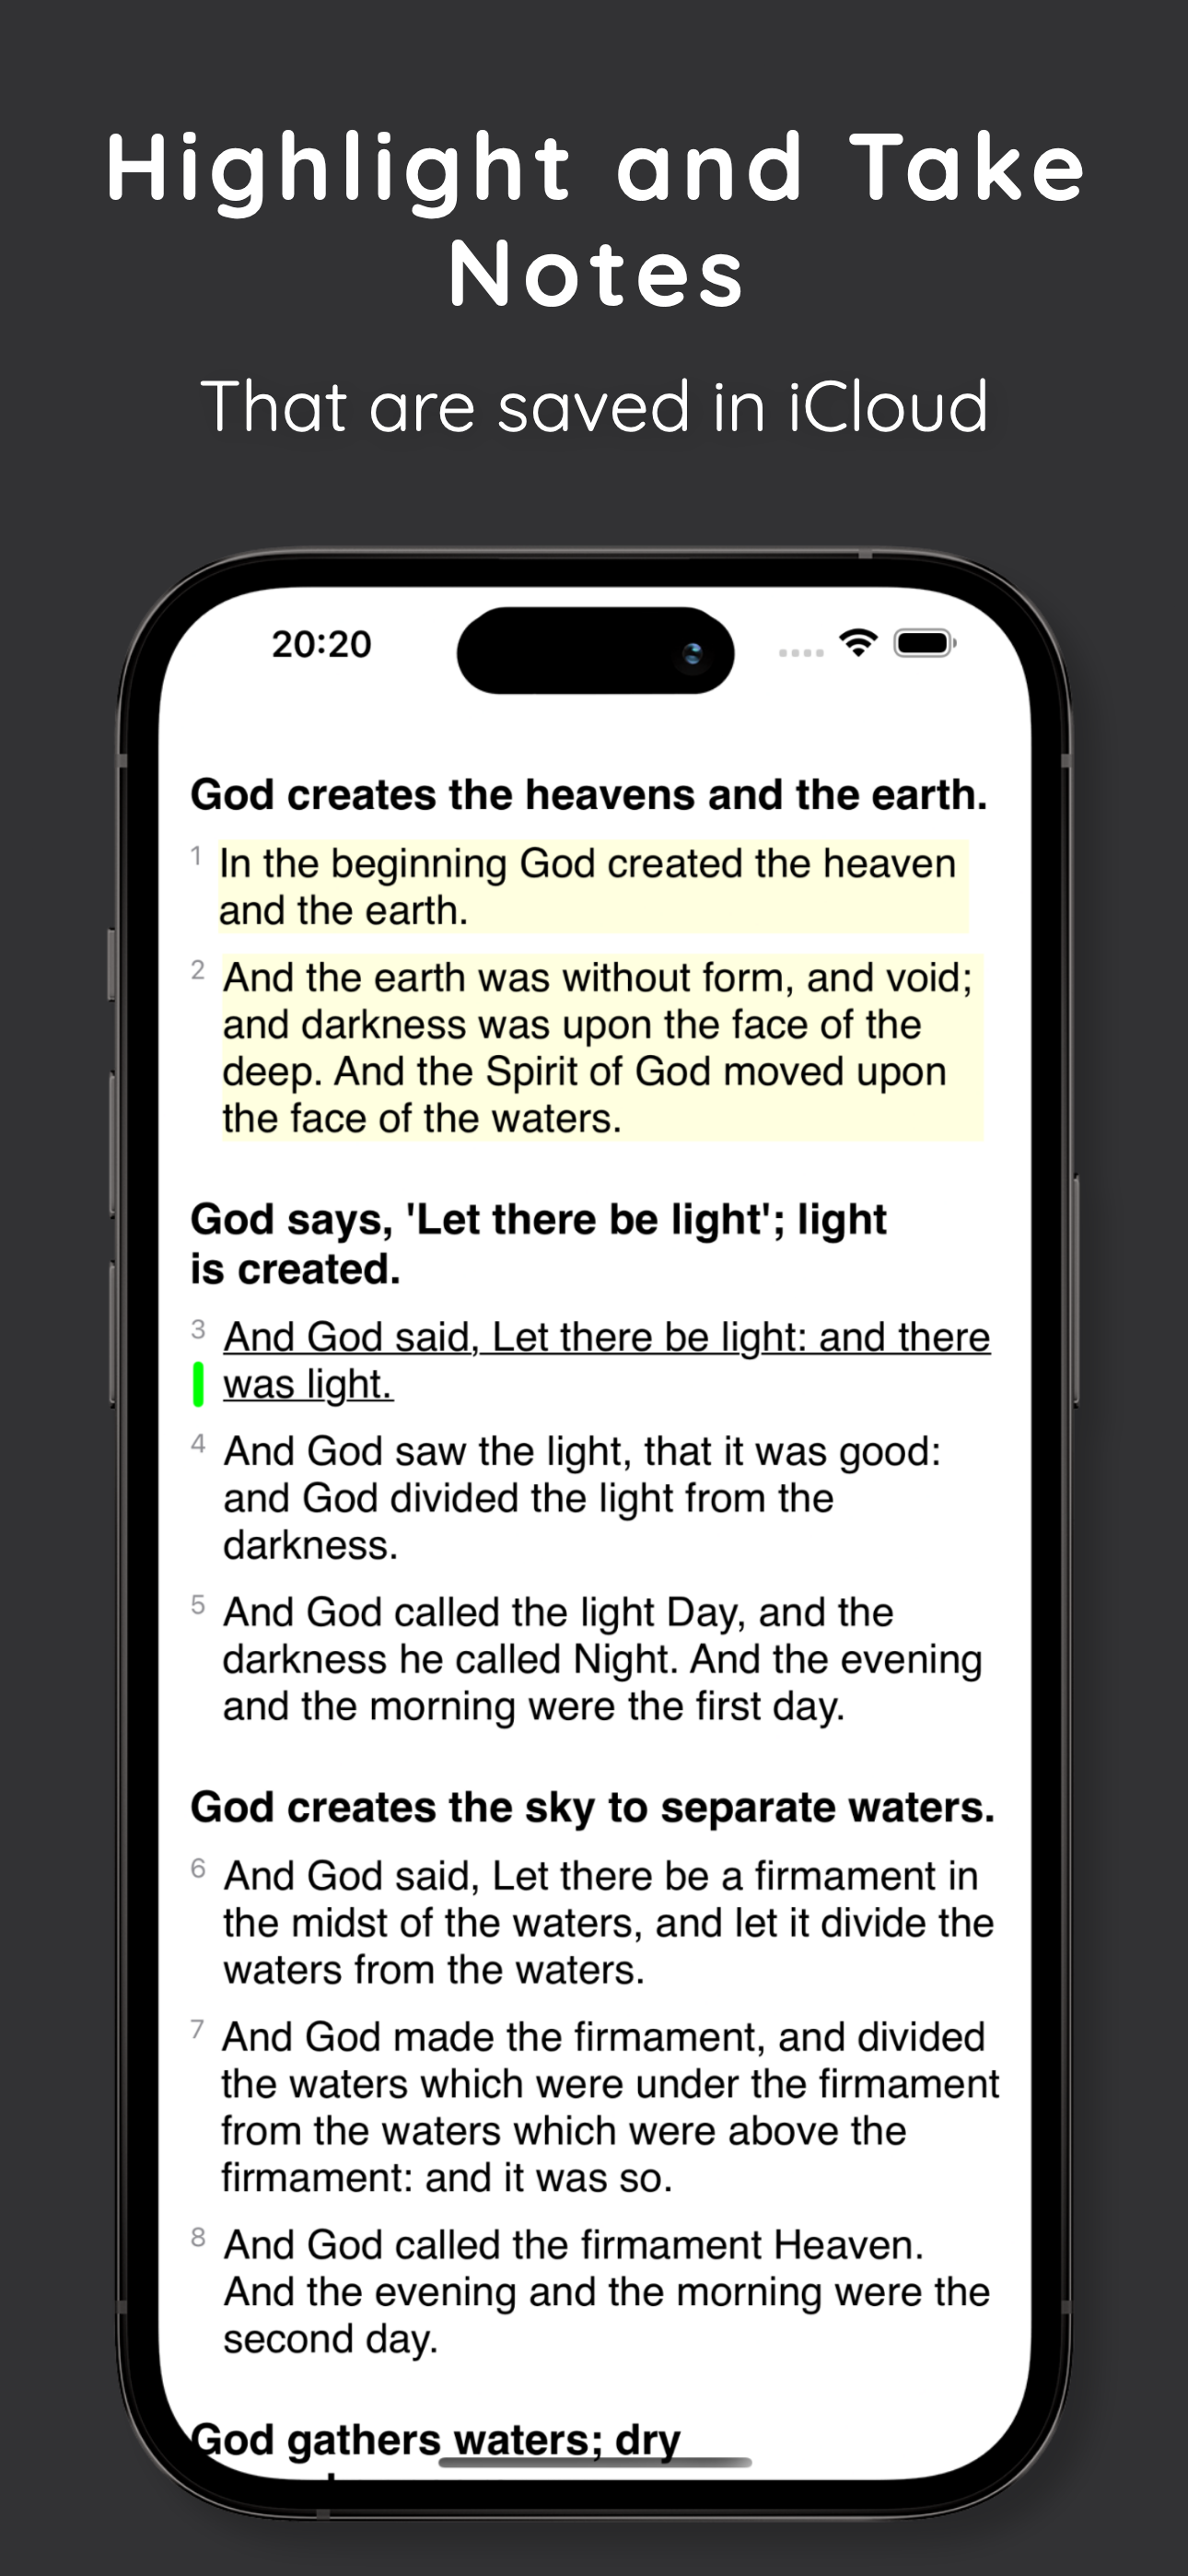 Highlight and Take
Notes
That are saved in iCloud
20:20
God creates the heavens and the earth.
1 In the beginning God created the heaven
and the earth.
2 And the earth was without form, and void;
and darkness was upon the face of the
deep. And the Spirit of God moved upon
the face of the waters.
God says, 'Let there be light'; light
is created.
3 And God said, Let there be light: and there
was light.
4 And God saw the light, that it was good:
and God divided the light from the
darkness.
5 And God called the light Day, and the
darkness he called Night. And the evening
and the morning were the first day.
God creates the sky to separate waters.
6 And God said, Let there be a firmament in
the midst of the waters, and let it divide the
waters from the waters.
7 And God made the firmament, and divided
the waters which were under the firmament
from the waters which were above the
firmament: and it was so.
8 And God called the firmament Heaven.
And the evening and the morning were the
second day.
God gathers waters; dry